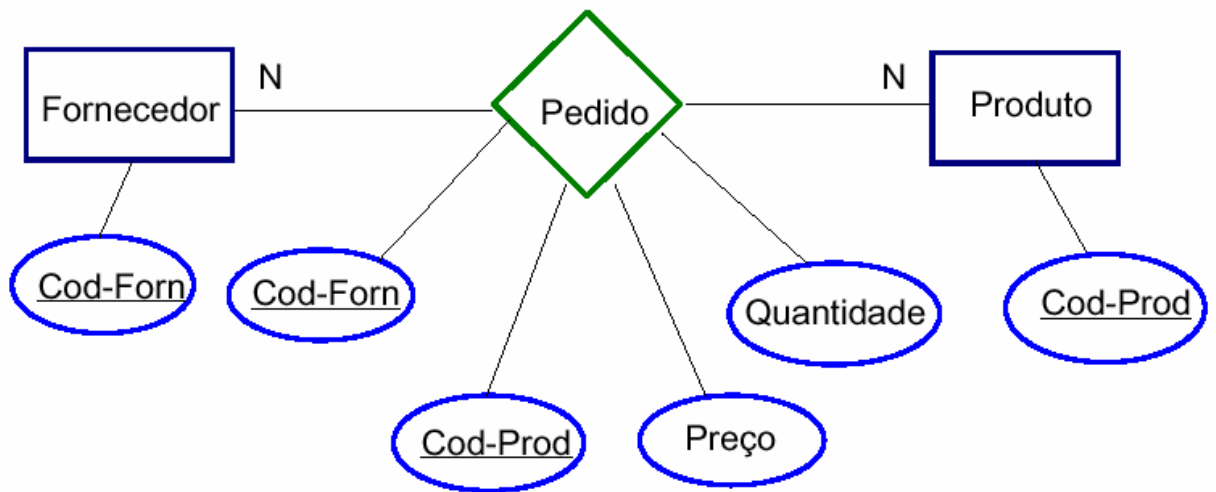 Fornecedor
N
Pedido
N
Produto
Cod-Forn
Cod-Forn
Cod-Prod
Preço
Quantidade
Cod-Prod